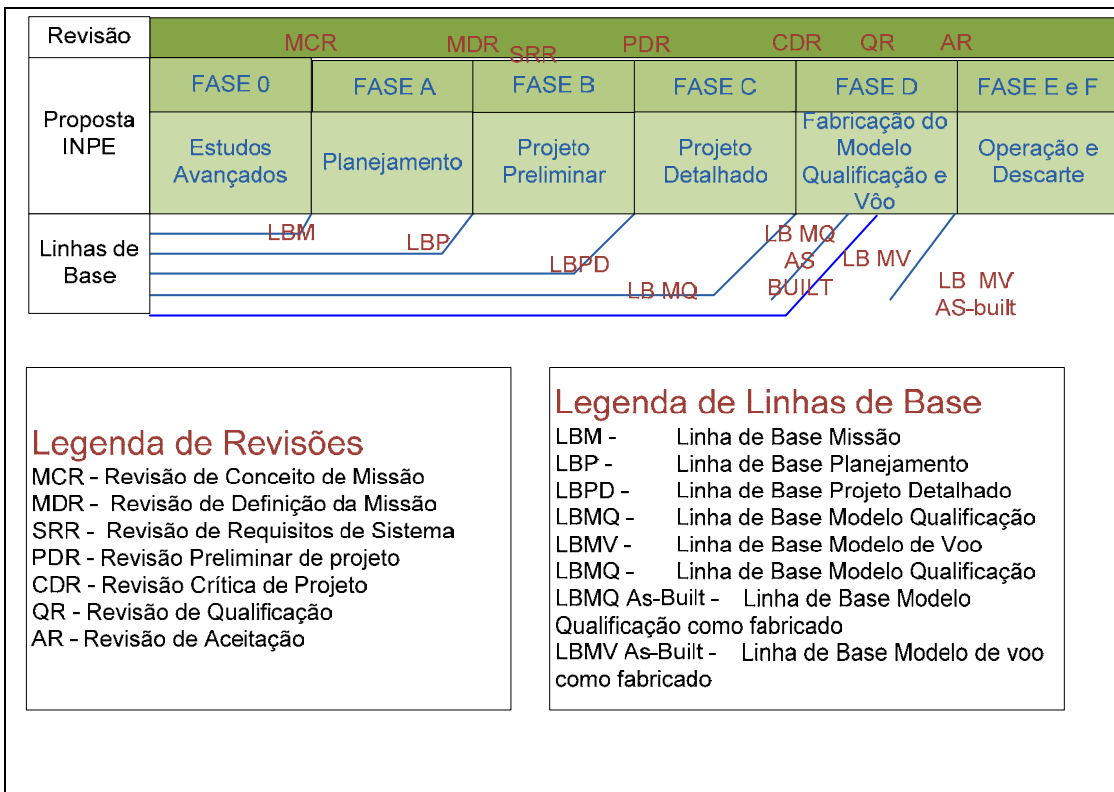 Revisão
MCR
MDR
SRR
PDR
CDR
QR
AR
Proposta
INPE
FASE 0
FASE A
FASE B
FASE C
FASE D
FASE E e F
Estudos
Avançados
Planejamento
Projeto
Preliminar
Projeto
Detalhado
Fabricação do
Modelo
Qualificação e
Vôo
Operação e
Descarte
Linhas de
Base
LBM
LBP
LBPD
LB MQ
LB MQ
AS
BUILT
LB MV
LB MV
AS-built
Legenda de Revisões
MCR - Revisão de Conceito de Missão
MDR - Revisão de Definição da Missão
SRR - Revisão de Requisitos de Sistema
PDR - Revisão Preliminar de projeto
CDR - Revisão Crítica de Projeto
QR - Revisão de Qualificação
AR - Revisão de Aceitação
Legenda de Linhas de Base
LBM - Linha de Base Missão
LBP - Linha de Base Planejamento
LBPD - Linha de Base Projeto Detalhado
LBMQ - Linha de Base Modelo Qualificação
LBMV - Linha de Base Modelo de Voo
LBMQ - Linha de Base Modelo Qualificação
LBMQ As-Built - Linha de Base Modelo
Qualificação como fabricado
LBMV As-Built - Linha de Base Modelo de voo
como fabricado